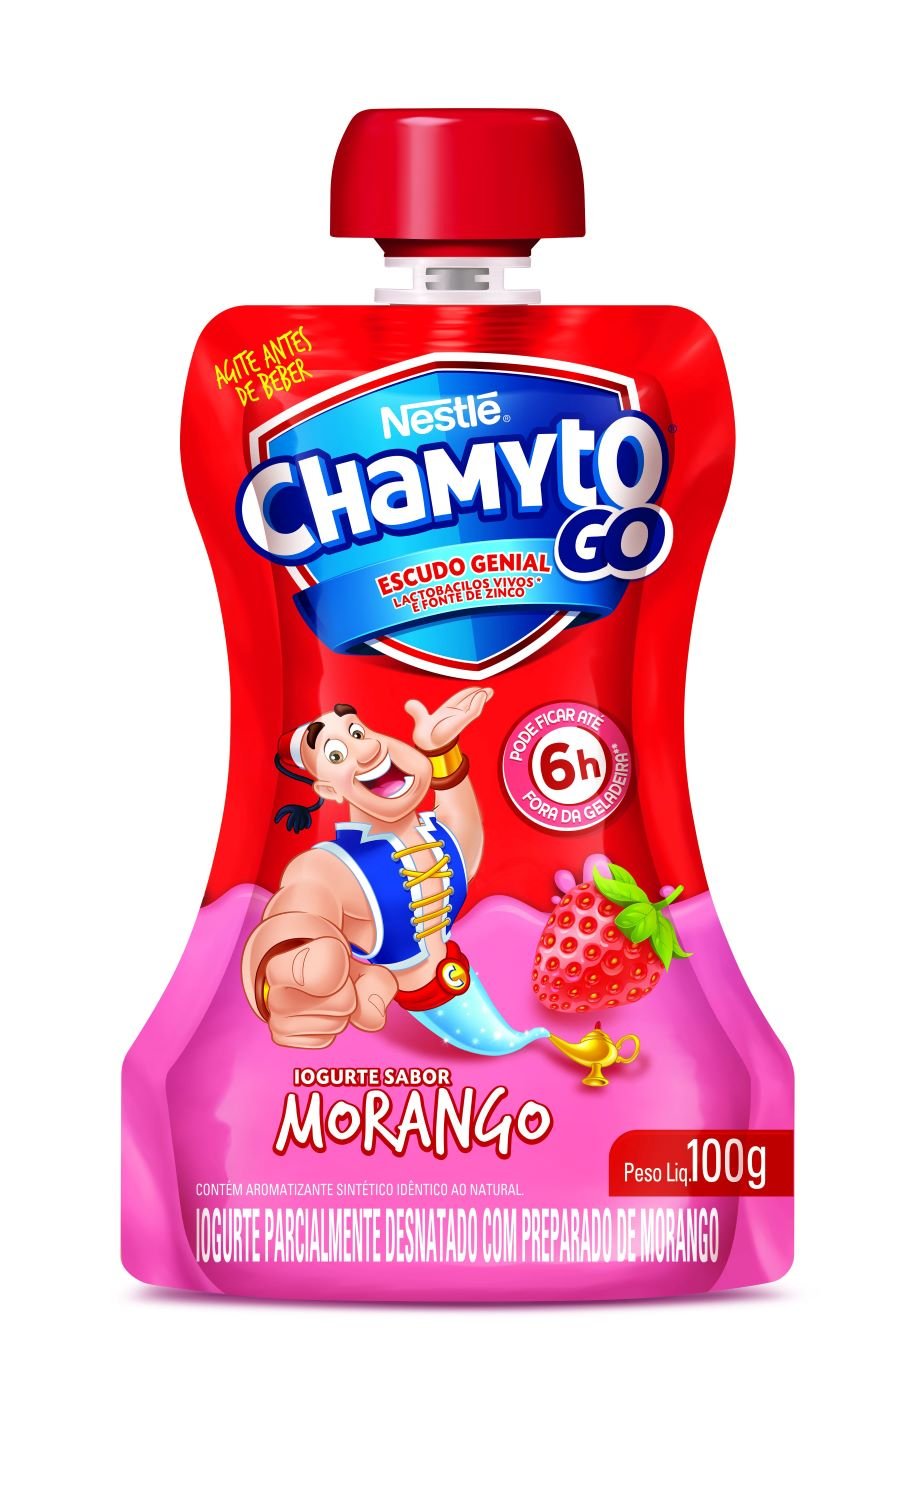 AGITE ANTES
DE BEBER
Nestlé®
CHAMYTO®
GO
ESCUDO GENIAL
LACTOBACILOS VIVOS*
E FONTE DE ZINCO
PODE FICAR ATÉ
6h
FORA DA GELADEIRA**
IOGURTE SABOR
MORANGO
Peso Liq.100g
CONTÉM AROMATIZANTE SINTÉTICO IDÊNTICO AO NATURAL.
IOGURTE PARCIALMENTE DESNATADO COM PREPARADO DE MORANGO